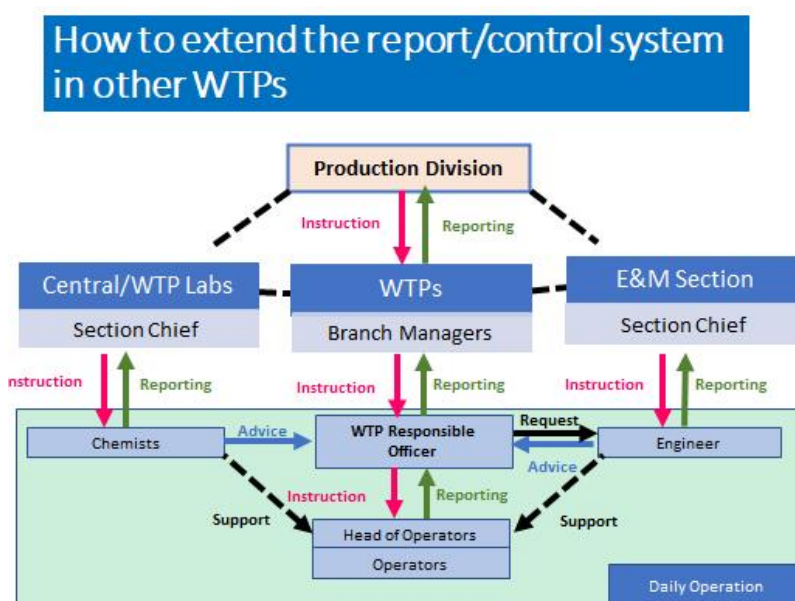 How to extend the report/control system
in other WTPs
Production Division
Instruction
Reporting
Central/WTP Labs
Section Chief
WTPs
Branch Managers
E&M Section
Section Chief
nstruction
Reporting
Instruction
Reporting
Instruction
Reporting
Chemists
Advice
WTP Responsible
Officer
Request
Advice
Engineer
Instruction
Reporting
Support
Support
Head of Operators
Operators
Daily Operation